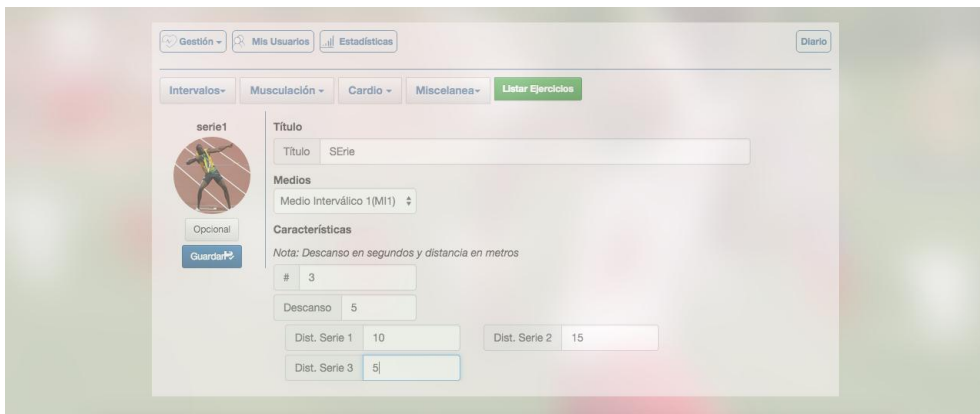 Gestión Mis Usuarios Estadísticas Diario
Intervalos Musculación Cardio Miscelanea Listar Ejercicios
serie1
Opcional
Guardar
Título
Título SErie
Medios
Medio Interválico 1(MI1)
Características
Nota: Descanso en segundos y distancia en metros
# 3
Descanso 5
Dist. Serie 1 10 Dist. Serie 2 15
Dist. Serie 3 5